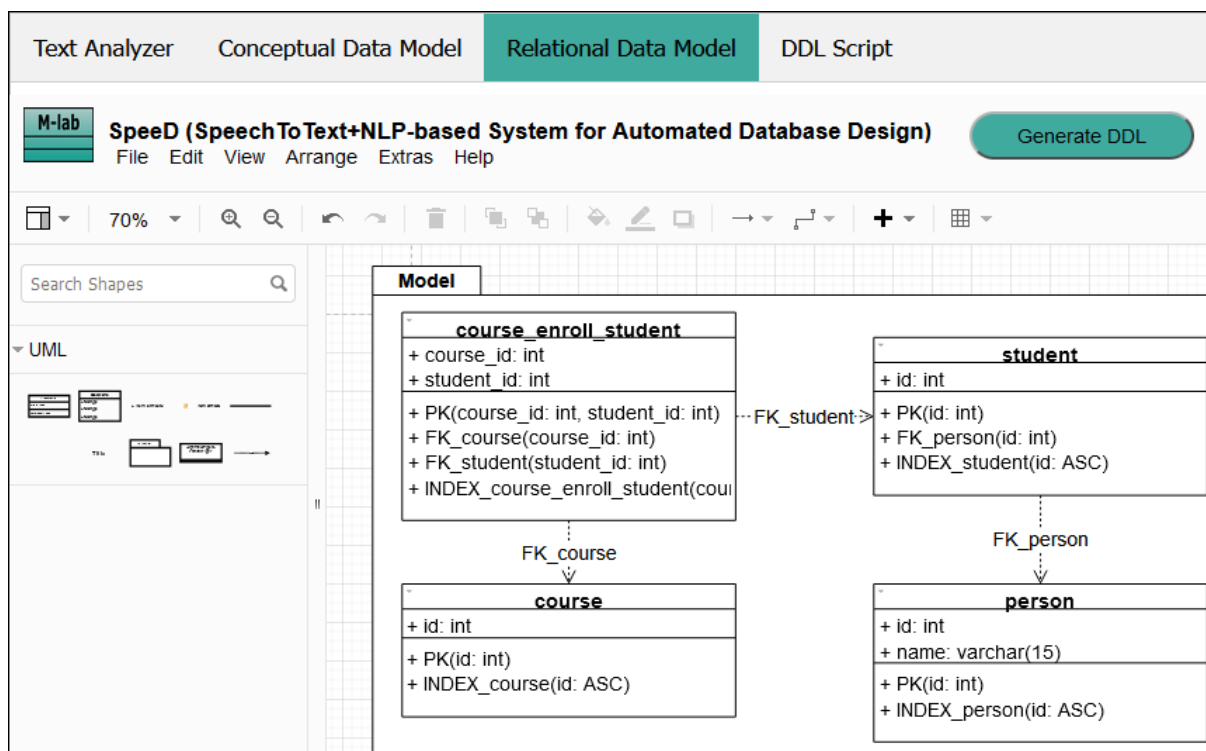 Text Analyzer Conceptual Data Model Relational Data Model DDL Script
M-lab
SpeeD (SpeechToText+NLP-based System for Automated Database Design)
Generate DDL
File Edit View Arrange Extras Help
70%
Search Shapes
UML
Model
course_enroll_student
+ course_id: int
+ student_id: int
+ PK(course_id: int, student_id: int)
+ FK_course(course_id: int)
+ FK_student(student_id: int)
+ INDEX_course_enroll_student(cour
FK_student
student
+ id: int
+ PK(id: int)
+ FK_person(id: int)
+ INDEX_student(id: ASC)
FK_course
FK_person
course
+ id: int
+ PK(id: int)
+ INDEX_course(id: ASC)
person
+ id: int
+ name: varchar(15)
+ PK(id: int)
+ INDEX_person(id: ASC)